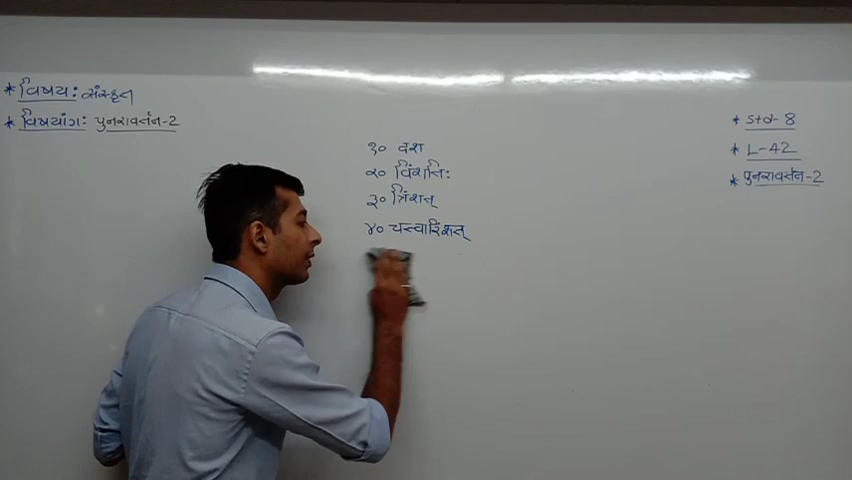 * विषय: संस्कृत
* विषयांग: पुनरावर्तन-2
१० दश
२० विंशति:
३० त्रिंशत्
४० चत्वारिंशत्
* Std- 8
* L-42
* पुनरावर्तन-2